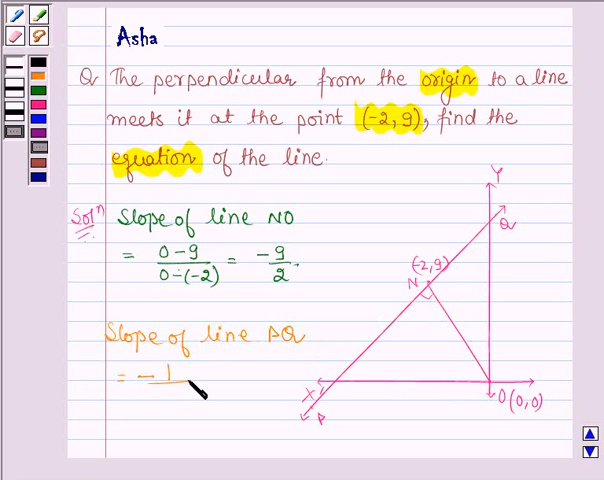 Asha
Q The perpendicular from the origin to a line
meets it at the point (-2, 9), find the
equation of the line.
Solⁿ Slope of line NO
= 0-9 / 0-(-2) = -9/2.
Slope of line PQ
= -1
Y
Q
(-2, 9)
N
X'
O(0,0)
P